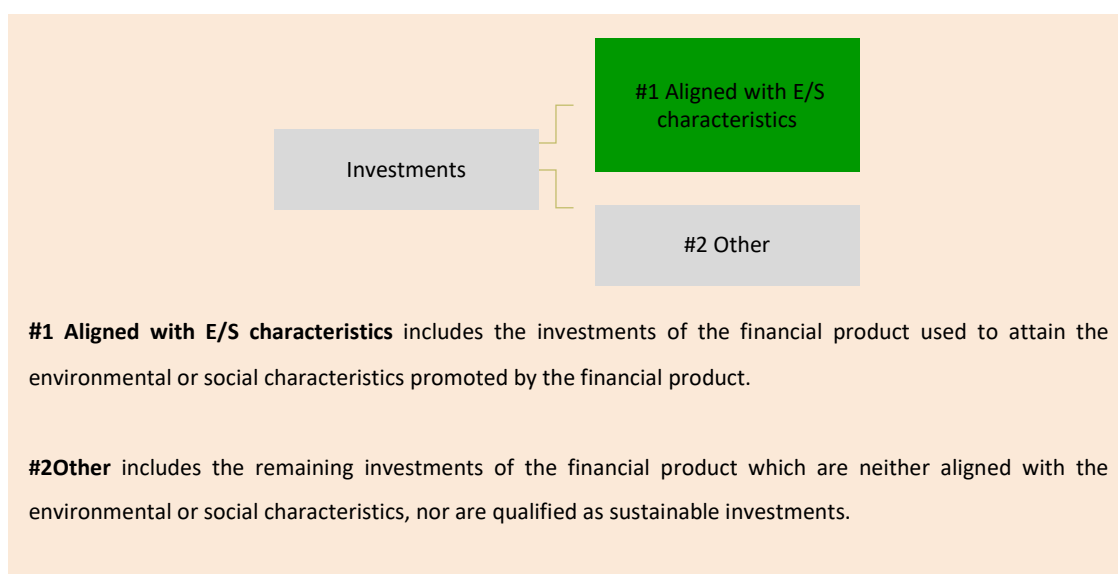 #1 Aligned with E/S
characteristics
Investments
#2 Other
#1 Aligned with E/S characteristics includes the investments of the financial product used to attain the
environmental or social characteristics promoted by the financial product.
#2Other includes the remaining investments of the financial product which are neither aligned with the
environmental or social characteristics, nor are qualified as sustainable investments.